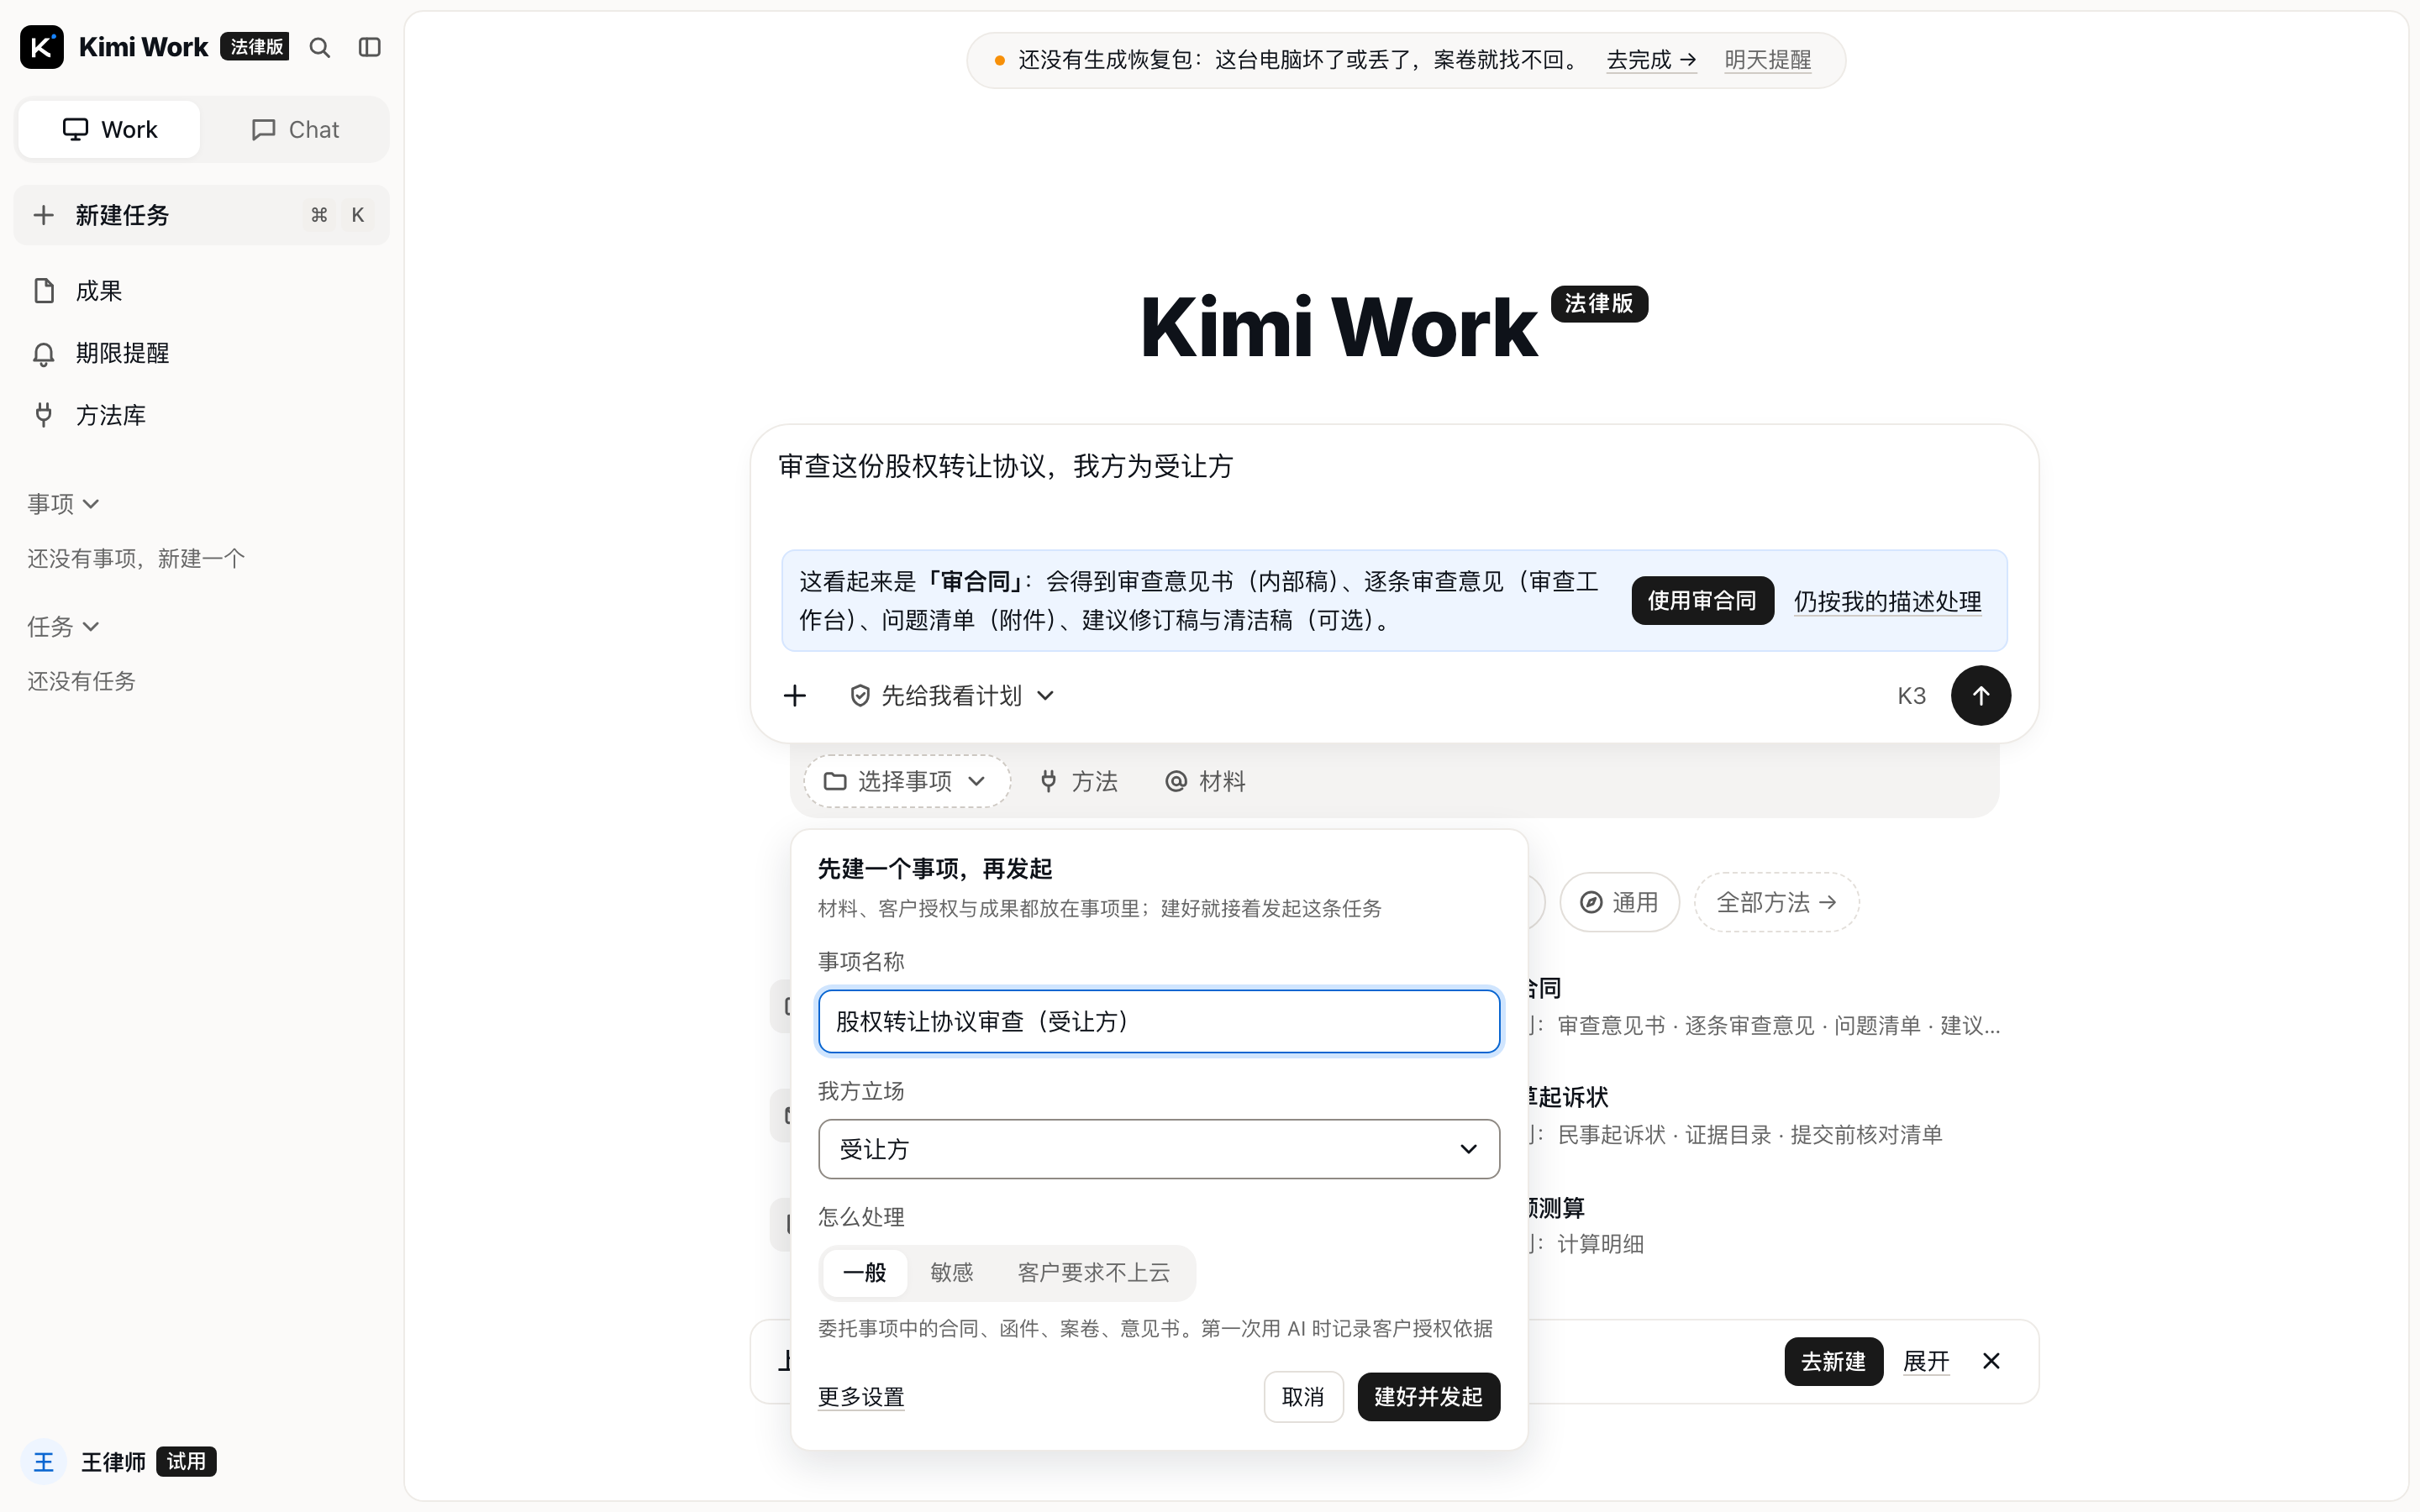 Kimi Work 法律版
Work
Chat
新建任务 ⌘ K
成果
期限提醒
方法库
事项
还没有事项，新建一个
任务
还没有任务
王 王律师 试用
还没有生成恢复包：这台电脑坏了或丢了，案卷就找不回。 去完成 → 明天提醒
Kimi Work 法律版
审查这份股权转让协议，我方为受让方
这看起来是「审合同」：会得到审查意见书（内部稿）、逐条审查意见（审查工
作台）、问题清单（附件）、建议修订稿与清洁稿（可选）。
使用审合同 仍按我的描述处理
先给我看计划
K3
选择事项 方法 材料
先建一个事项，再发起
材料、客户授权与成果都放在事项里；建好就接着发起这条任务
事项名称
股权转让协议审查（受让方）
我方立场
受让方
怎么处理
一般 敏感 客户要求不上云
委托事项中的合同、函件、案卷、意见书。第一次用 AI 时记录客户授权依据
更多设置 取消 建好并发起
通用 全部方法 →
合同
：审查意见书 · 逐条审查意见 · 问题清单 · 建议...
起诉状
：民事起诉状 · 证据目录 · 提交前核对清单
测算
：计算明细
去新建 展开